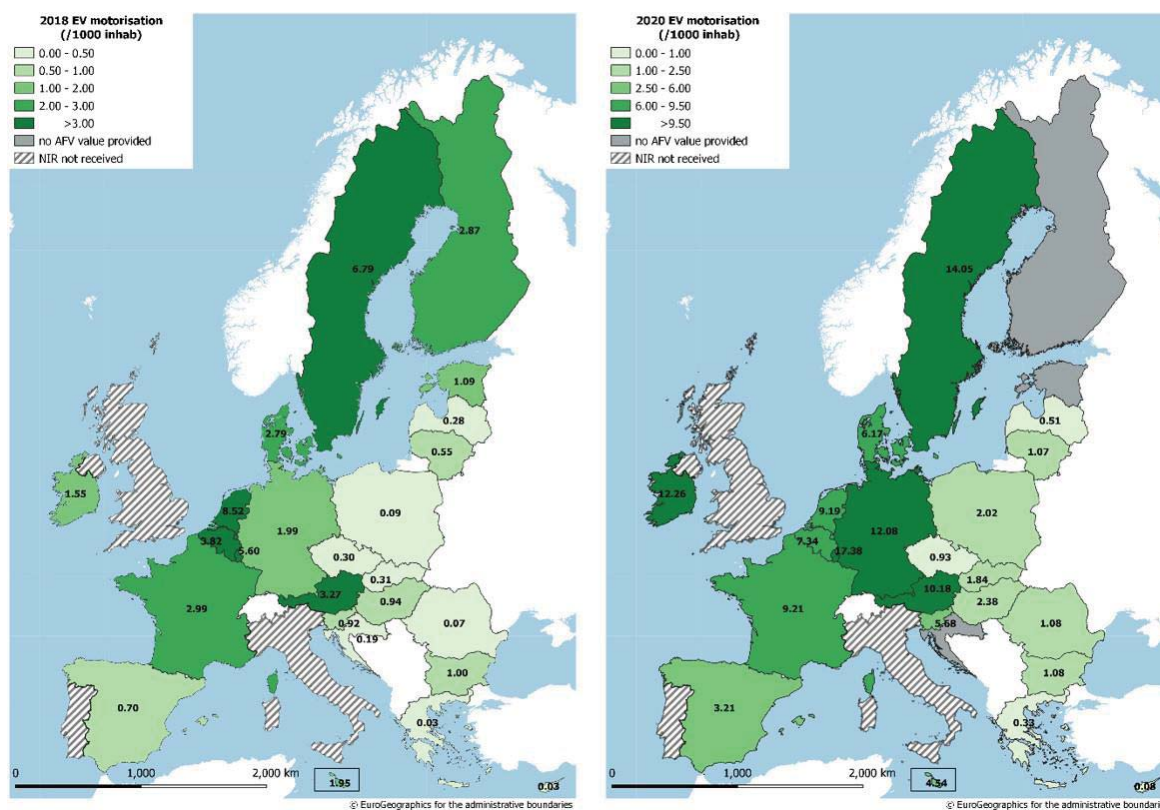 2018 EV motorisation
(/1000 inhab)
0.00 - 0.50
0.50 - 1.00
1.00 - 2.00
2.00 - 3.00
>3.00
no AFV value provided
NIR not received
2.87
6.79
1.09
0.28
2.79
0.55
1.55
8.52
0.09
1.99
3.82
5.60
0.30
0.31
3.27
0.94
2.99
0.92
0.07
0.19
1.00
0.70
0.03
0
1,000
2,000 km
1.95
0.03
© EuroGeographics for the administrative boundaries
2020 EV motorisation
(/1000 inhab)
0.00 - 1.00
1.00 - 2.50
2.50 - 6.00
6.00 - 9.50
>9.50
no AFV value provided
NIR not received
14.05
0.51
6.17
1.07
12.26
9.19
2.02
12.08
7.34
17.38
0.93
1.84
10.18
2.38
9.21
5.68
1.08
1.08
3.21
0.33
0
1,000
2,000 km
4.54
0.08
© EuroGeographics for the administrative boundaries